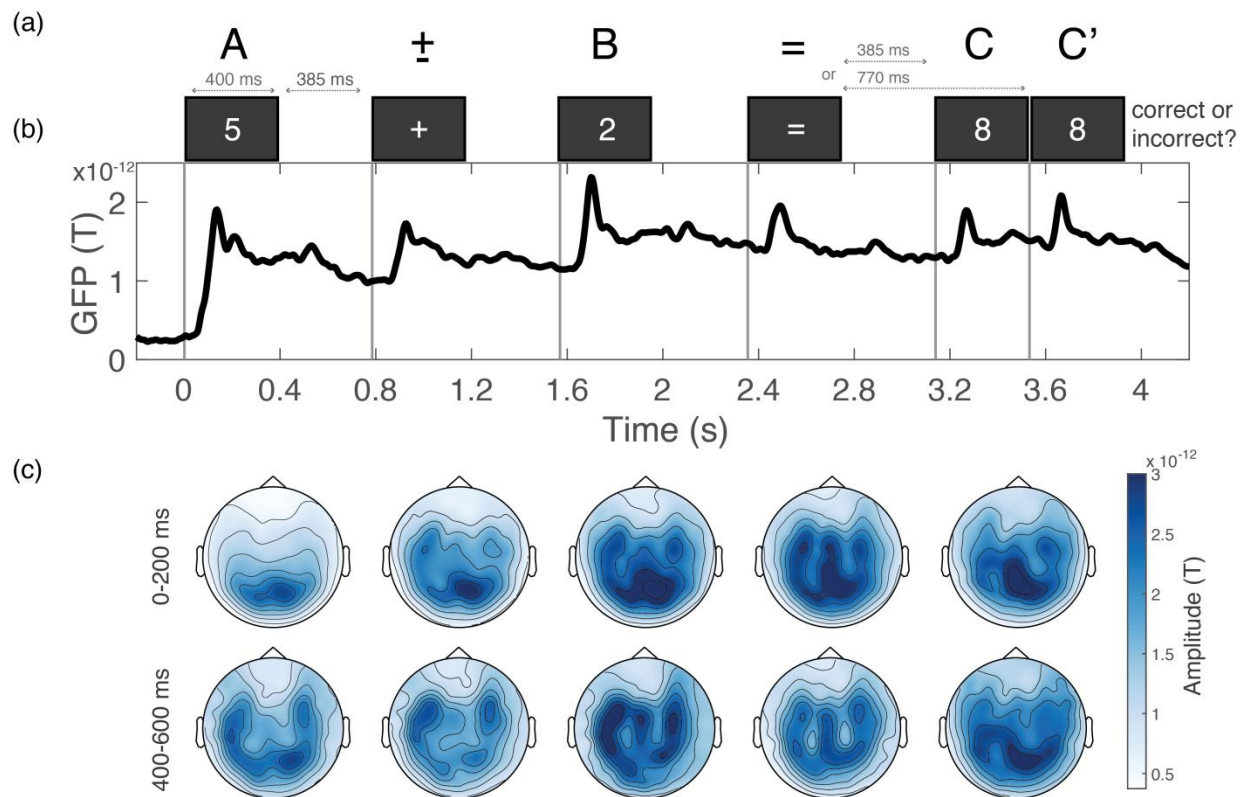 (a)
A ± B = C C’
400 ms 385 ms
385 ms
or 770 ms
(b)
5 + 2 = 8 8 correct or
incorrect?
x10-12
GFP (T)
2
1
0
0 0.4 0.8 1.2 1.6 2 2.4 2.8 3.2 3.6 4
Time (s)
(c)
0-200 ms
400-600 ms
x 10-12
3
2.5
2
1.5
1
0.5
Amplitude (T)